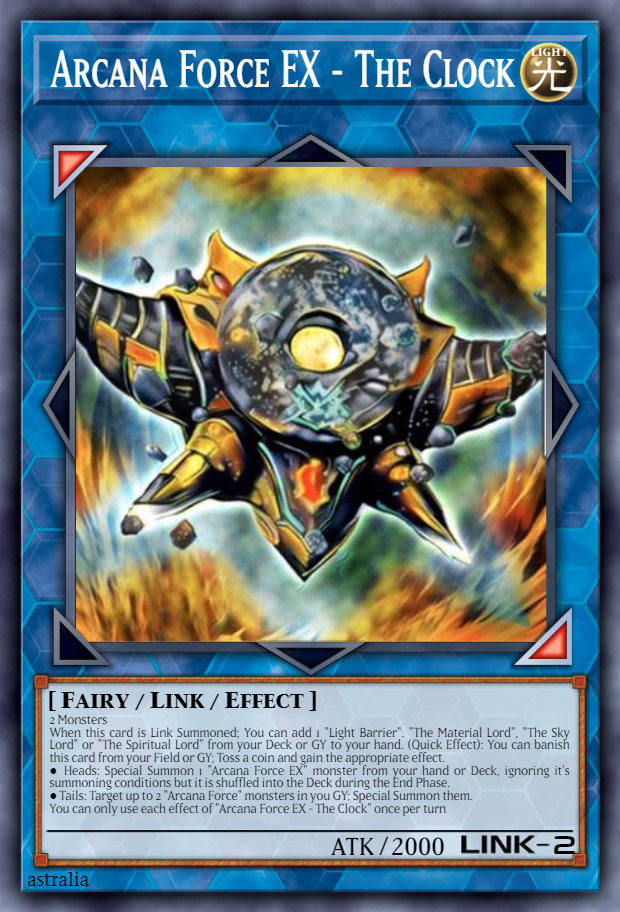 Arcana Force EX - The Clock
LIGHT
光
[ Fairy / Link / Effect ]
2 Monsters
When this card is Link Summoned; You can add 1 "Light Barrier". "The Material Lord", "The Sky
Lord" or "The Spiritual Lord" from your Deck or GY to your hand. (Quick Effect): You can banish
this card from your Field or GY; Toss a coin and gain the appropriate effect.
● Heads: Special Summon 1 "Arcana Force EX" monster from your hand or Deck, ignoring it's
summoning conditions but it is shuffled into the Deck during the End Phase.
● Tails: Target up to 2 "Arcana Force" monsters in you GY; Special Summon them.
You can only use each effect of "Arcana Force EX - The Clock" once per turn
ATK / 2000 LINK-2
astralia